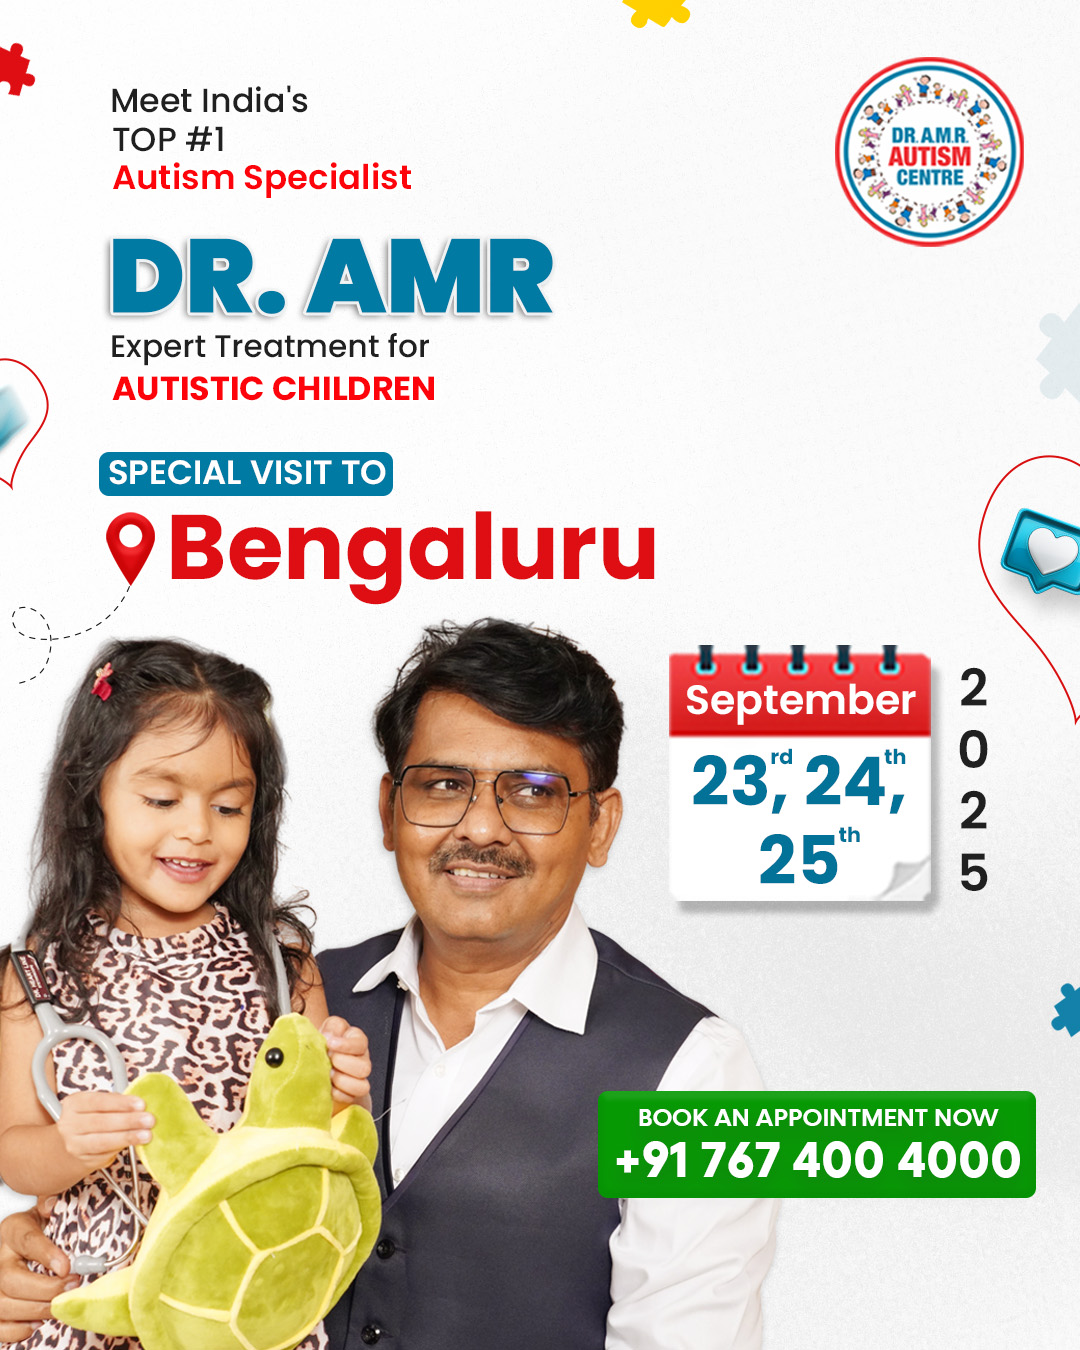 Meet India's
TOP #1
Autism Specialist
DR. A.M.R.
AUTISM
CENTRE
DR. AMR
Expert Treatment for
AUTISTIC CHILDREN
SPECIAL VISIT TO
Bengaluru
September
23rd, 24th,
25th
2
0
2
5
BOOK AN APPOINTMENT NOW
+91 767 400 4000